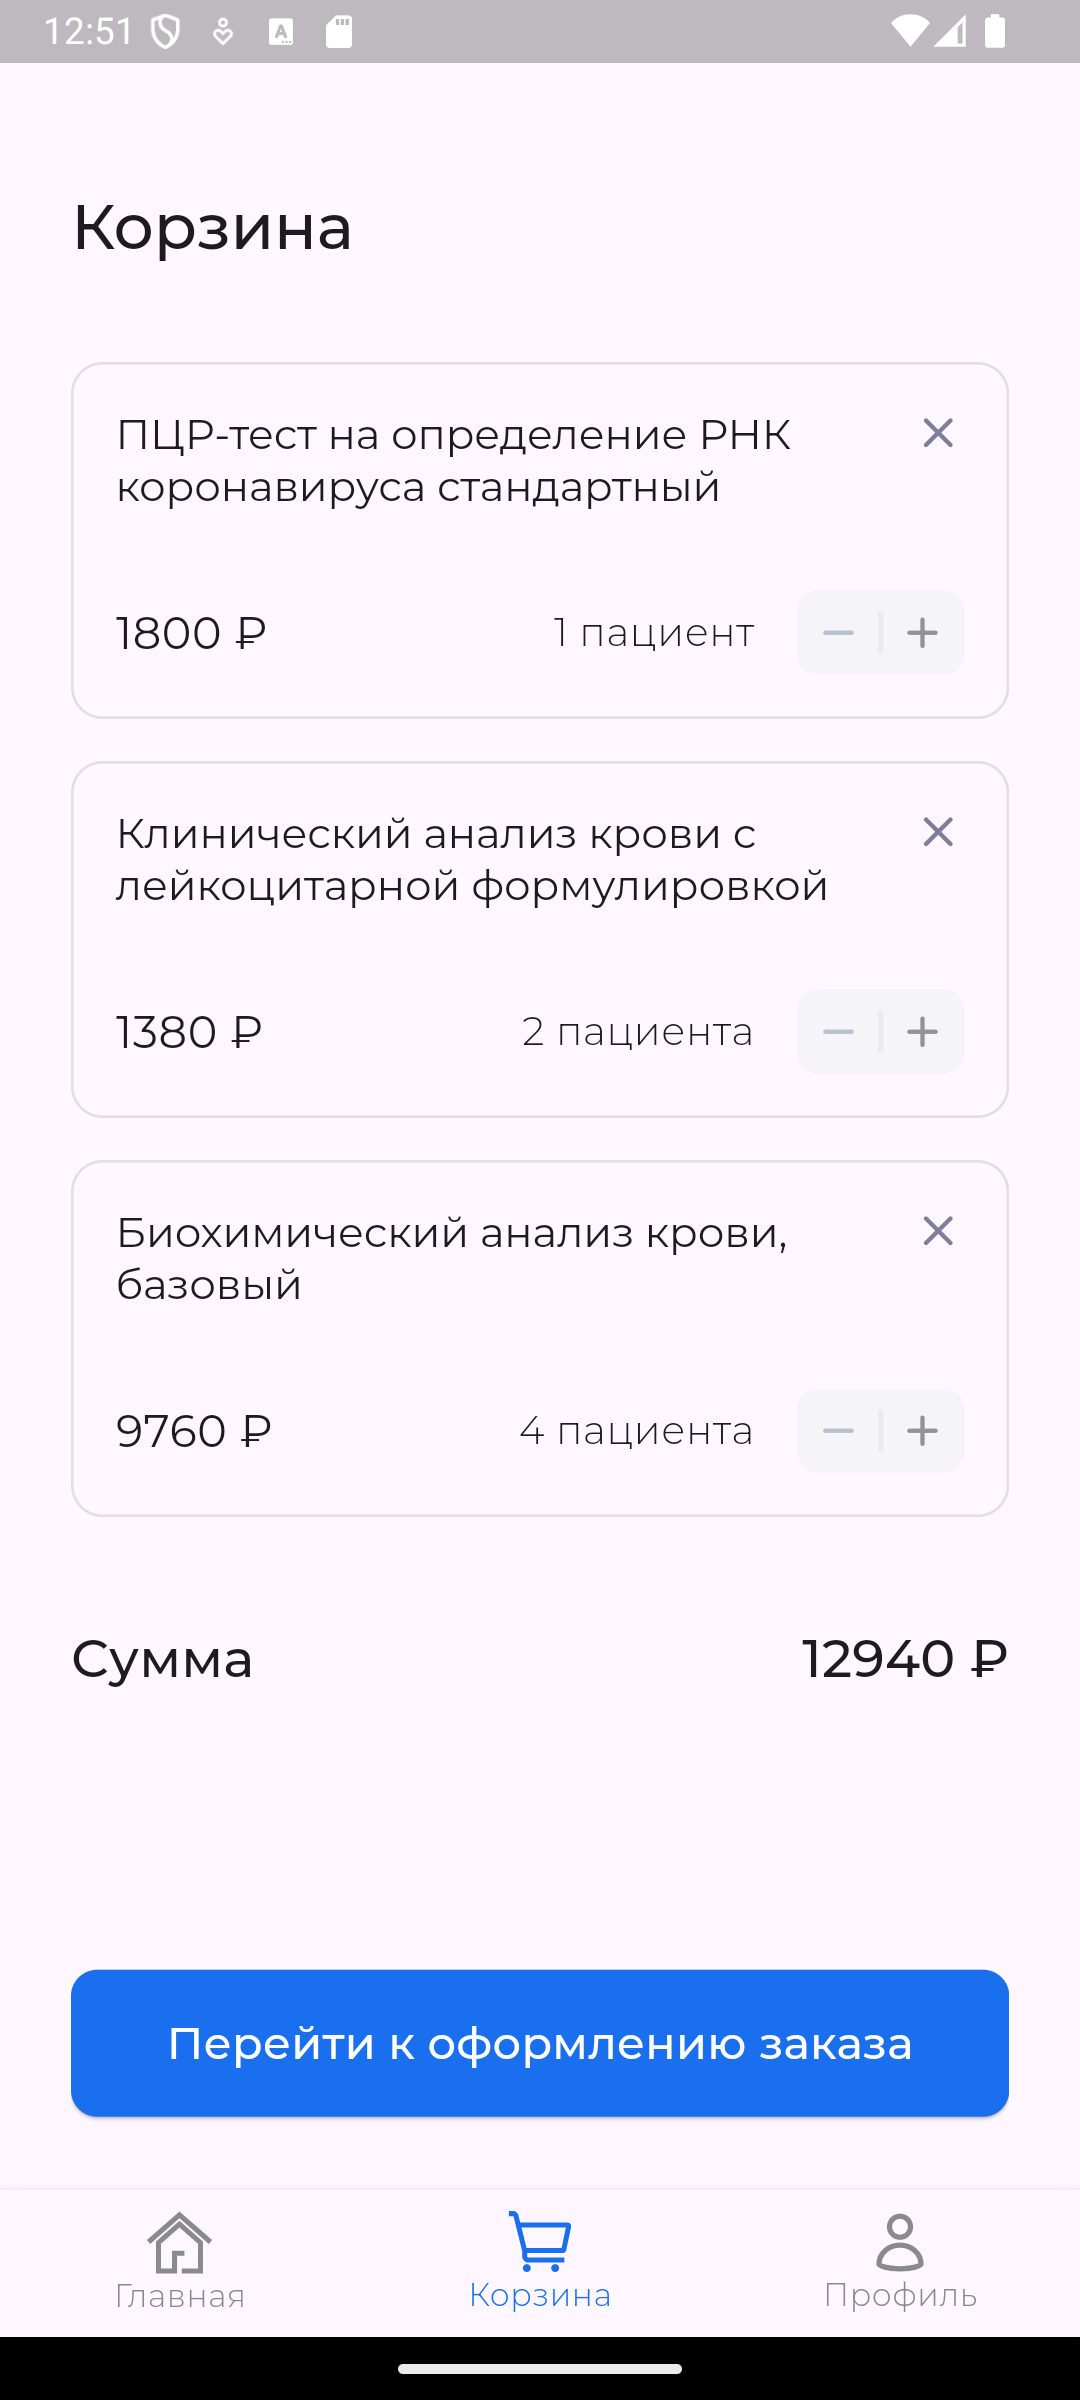 12:51
Корзина
ПЦР-тест на определение РНК
коронавируса стандартный
1800 ₽
1 пациент
Клинический анализ крови с
лейкоцитарной формулировкой
1380 ₽
2 пациента
Биохимический анализ крови,
базовый
9760 ₽
4 пациента
Сумма
12940 ₽
Перейти к оформлению заказа
Главная
Корзина
Профиль